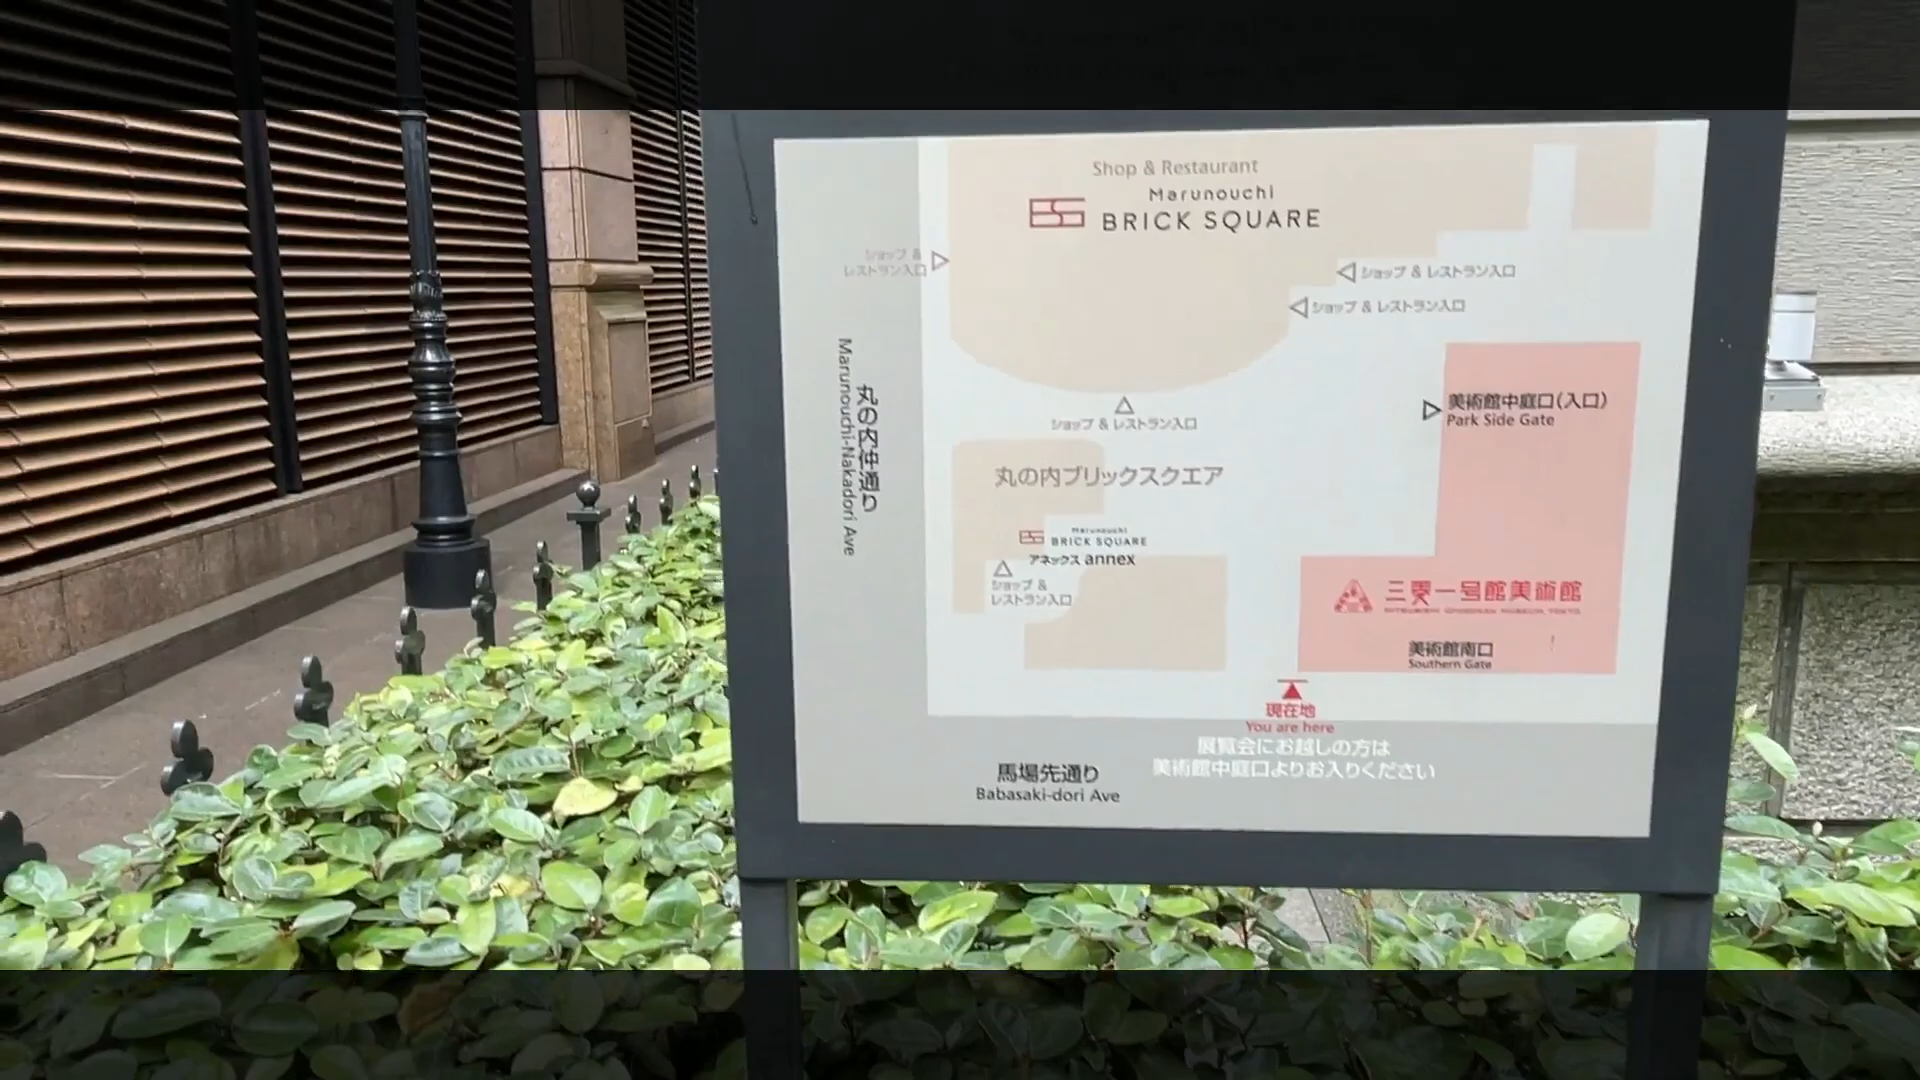 Shop & Restaurant
Marunouchi
BRICK SQUARE
ショップ &
レストラン入口
ショップ & レストラン入口
ショップ & レストラン入口
丸の内仲通り
Marunouchi-Nakadori Ave
美術館中庭口(入口)
Park Side Gate
ショップ & レストラン入口
丸の内ブリックスクエア
Marunouchi
BRICK SQUARE
アネックス annex
ショップ &
レストラン入口
三菱一号館美術館
MITSUBISHI ICHIGOKAN MUSEUM, TOKYO
美術館南口
Southern Gate
現在地
You are here
展覧会にお越しの方は
美術館中庭口よりお入りください
馬場先通り
Babasaki-dori Ave